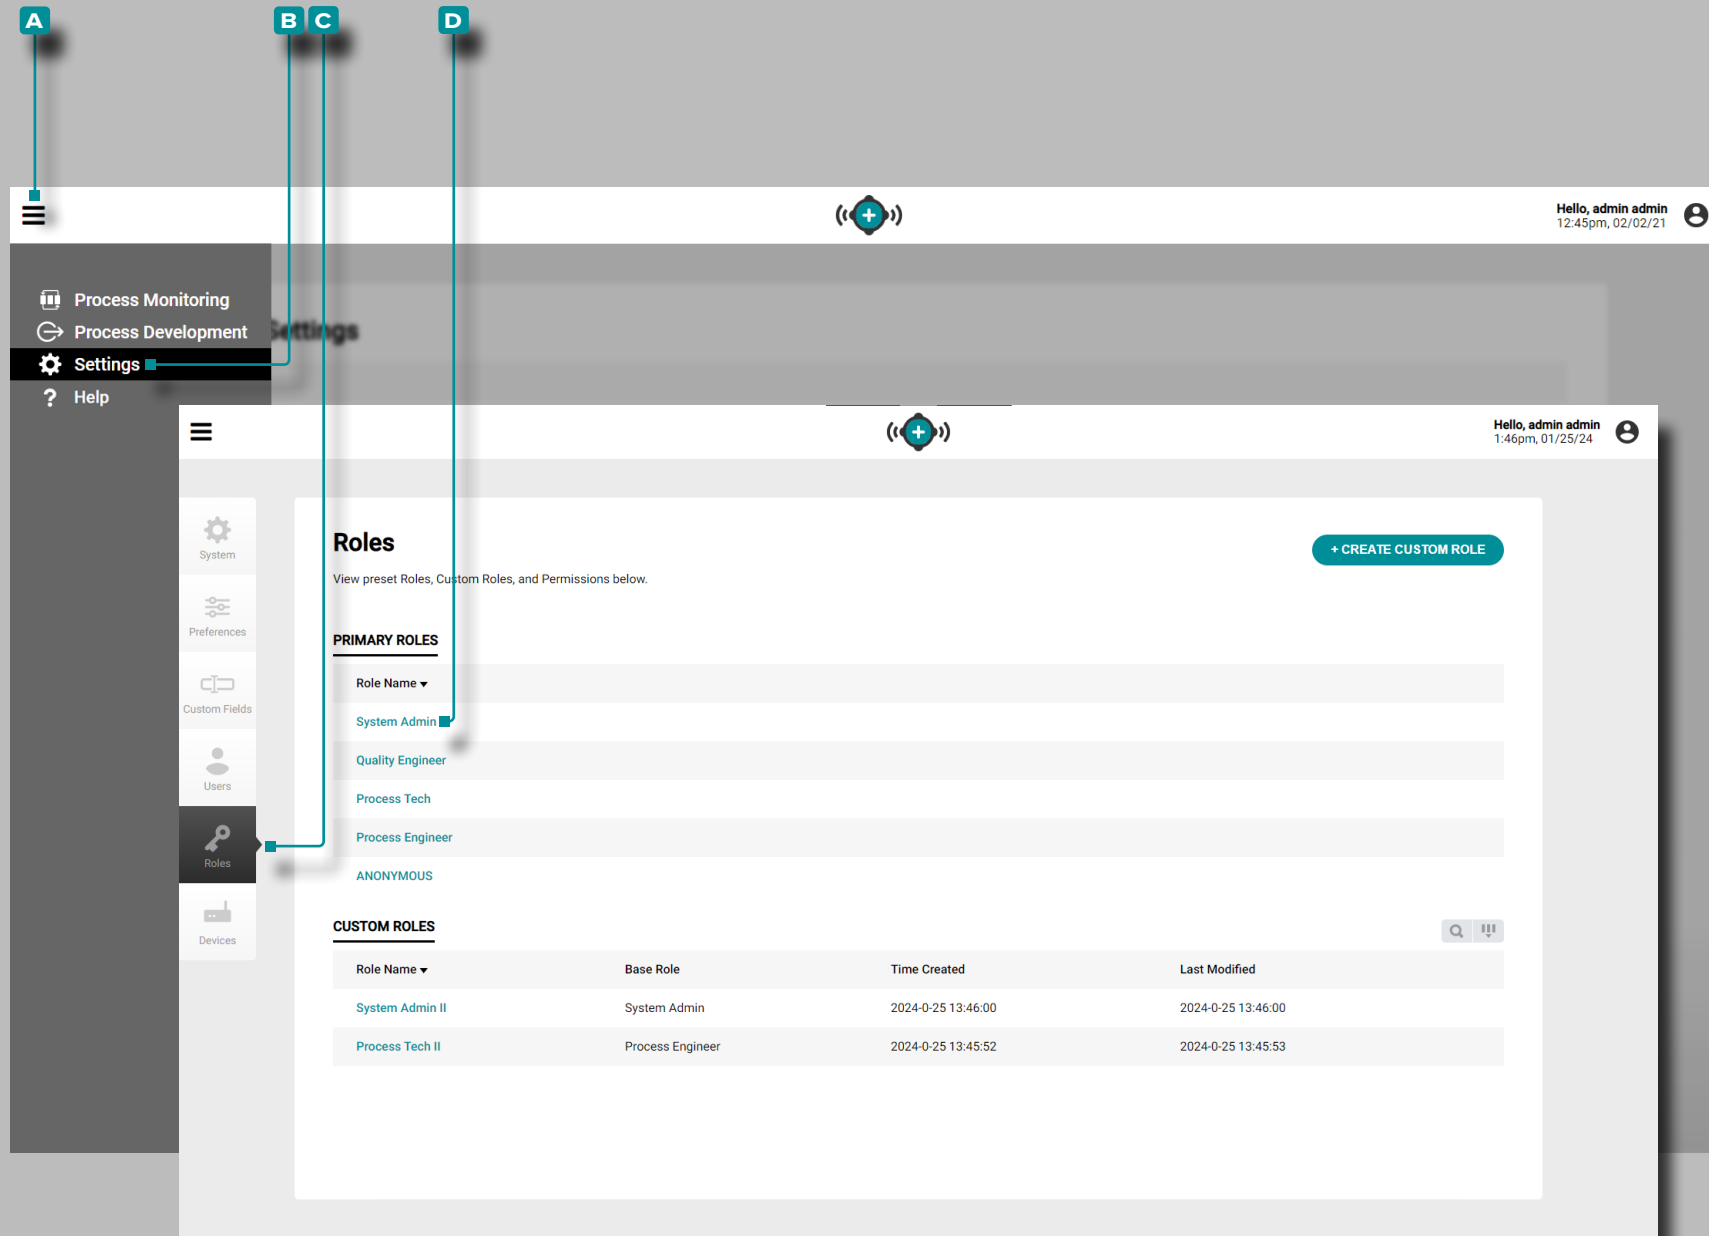 A B C D
Hello, admin admin
12:45pm, 02/02/21
Process Monitoring
Process Development
Settings
Settings
? Help
Hello, admin admin
1:46pm, 01/25/24
System
Preferences
Custom Fields
Users
Roles
Devices
Roles
+ CREATE CUSTOM ROLE
View preset Roles, Custom Roles, and Permissions below.
PRIMARY ROLES
Role Name
System Admin
Quality Engineer
Process Tech
Process Engineer
ANONYMOUS
CUSTOM ROLES
Role Name Base Role Time Created Last Modified
System Admin II System Admin 2024-0-25 13:46:00 2024-0-25 13:46:00
Process Tech II Process Engineer 2024-0-25 13:45:52 2024-0-25 13:45:53